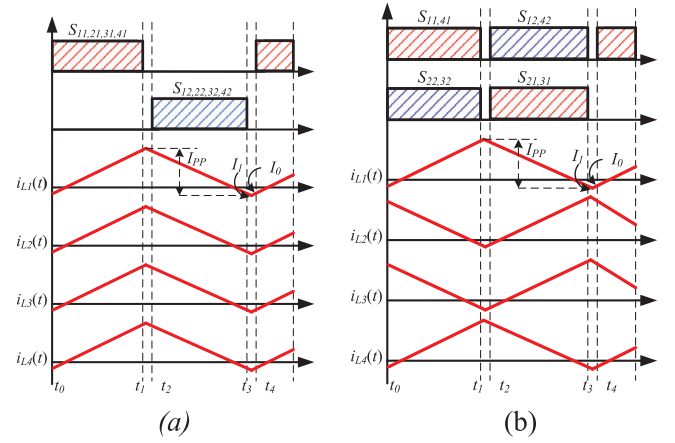 S11,21,31,41
S12,22,32,42
IPP
I1
I0
iL1(t)
iL2(t)
iL3(t)
iL4(t)
t0
t1
t2
t3
t4
(a)
S11,41
S12,42
S22,32
S21,31
IPP
I1
I0
iL1(t)
iL2(t)
iL3(t)
iL4(t)
t0
t1
t2
t3
t4
(b)